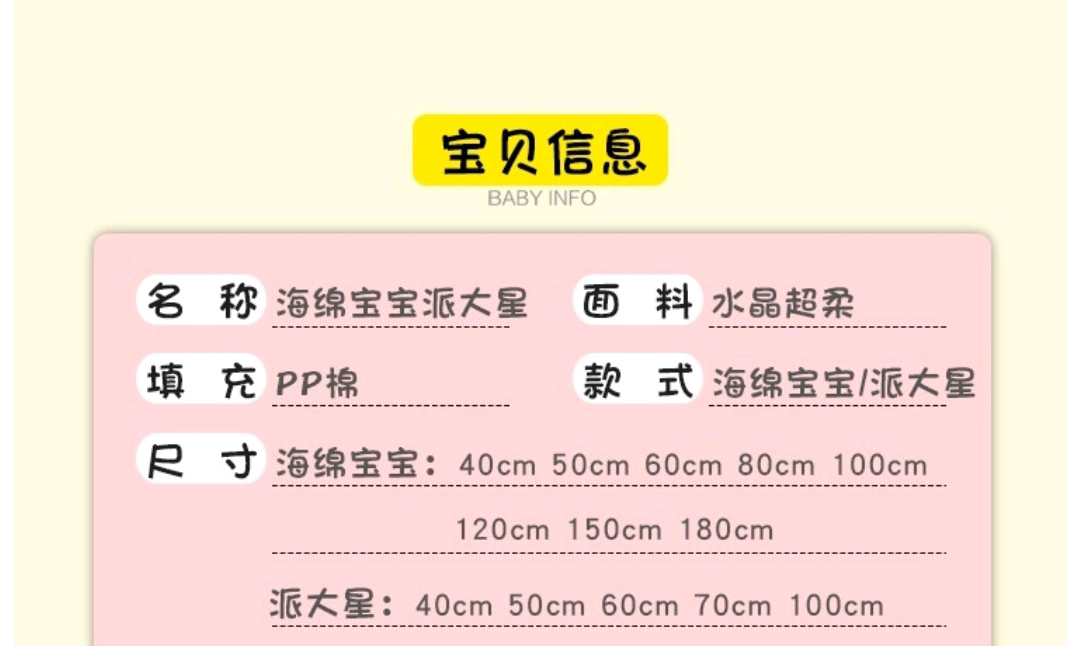 宝贝信息
BABY INFO
名 称 海绵宝宝派大星 面 料 水晶超柔
填 充 PP棉 款 式 海绵宝宝/派大星
尺 寸 海绵宝宝：40cm 50cm 60cm 80cm 100cm
120cm 150cm 180cm
派大星：40cm 50cm 60cm 70cm 100cm